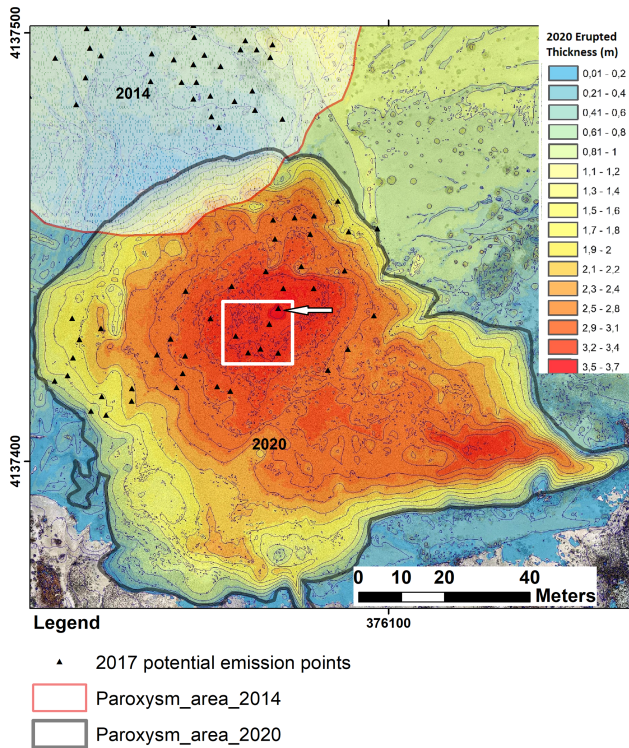 4137500
2014
2020 Erupted
Thickness (m)
0,01 - 0,2
0,21 - 0,4
0,41 - 0,6
0,61 - 0,8
0,81 - 1
1,1 - 1,2
1,3 - 1,4
1,5 - 1,6
1,7 - 1,8
1,9 - 2
2,1 - 2,2
2,3 - 2,4
2,5 - 2,8
2,9 - 3,1
3,2 - 3,4
3,5 - 3,7
4137400
2020
0 10 20 40
Meters
376100
Legend
2017 potential emission points
Paroxysm_area_2014
Paroxysm_area_2020